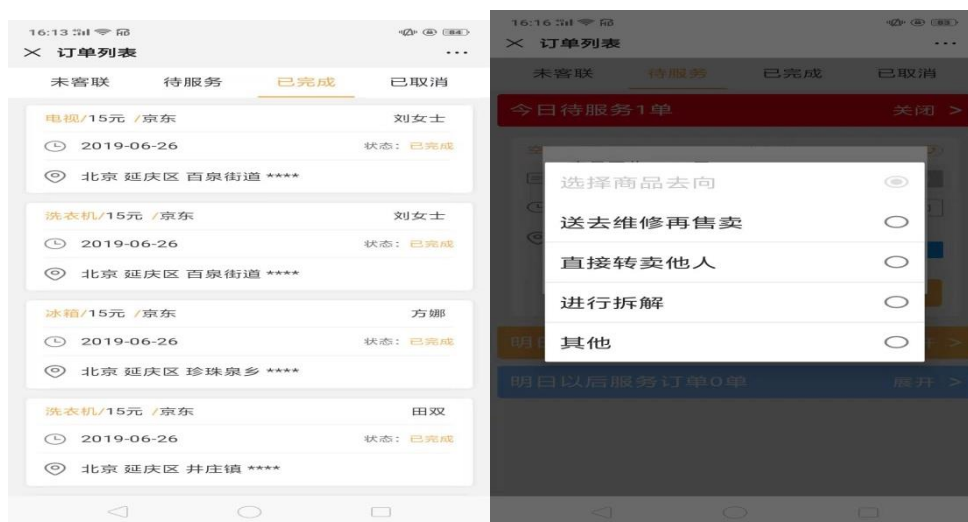 16:13
84
订单列表
未客联 待服务 已完成 已取消
电视/15元 /京东 刘女士
2019-06-26 状态：已完成
北京 延庆区 百泉街道 ****
洗衣机/15元 /京东 刘女士
2019-06-26 状态：已完成
北京 延庆区 百泉街道 ****
冰箱/15元 /京东 方娜
2019-06-26 状态：已完成
北京 延庆区 珍珠泉乡 ****
洗衣机/15元 /京东 田双
2019-06-26 状态：已完成
北京 延庆区 井庄镇 ****
16:16
83
订单列表
未客联 待服务 已完成 已取消
今日待服务1单 关闭 >
选择商品去向
送去维修再售卖
直接转卖他人
进行拆解
其他
明日 开 >
明日以后服务订单0单 展开 >